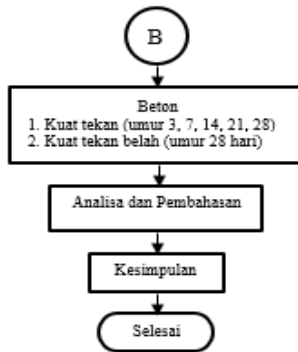 B
Beton
1. Kuat tekan (umur 3, 7, 14, 21, 28)
2. Kuat tekan belah (umur 28 hari)
Analisa dan Pembahasan
Kesimpulan
Selesai